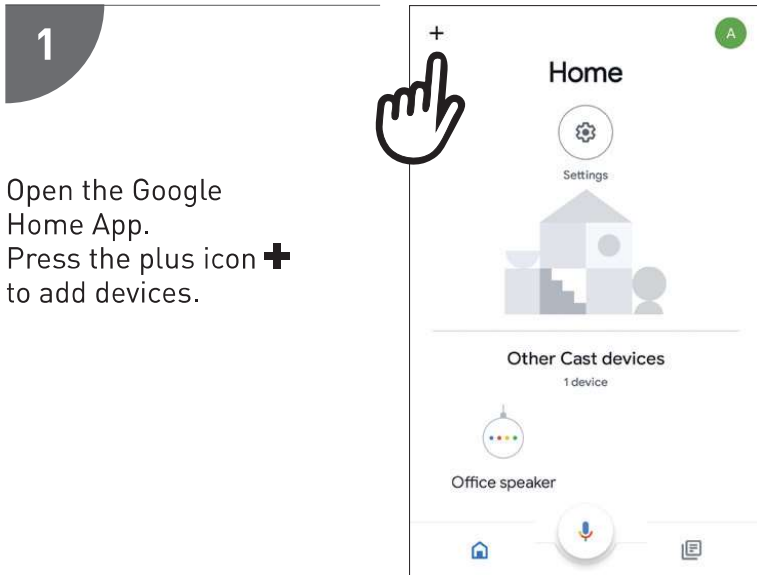 1
Open the Google
Home App.
Press the plus icon ✚
to add devices.
+
A
Home
Settings
Other Cast devices
1 device
Office speaker